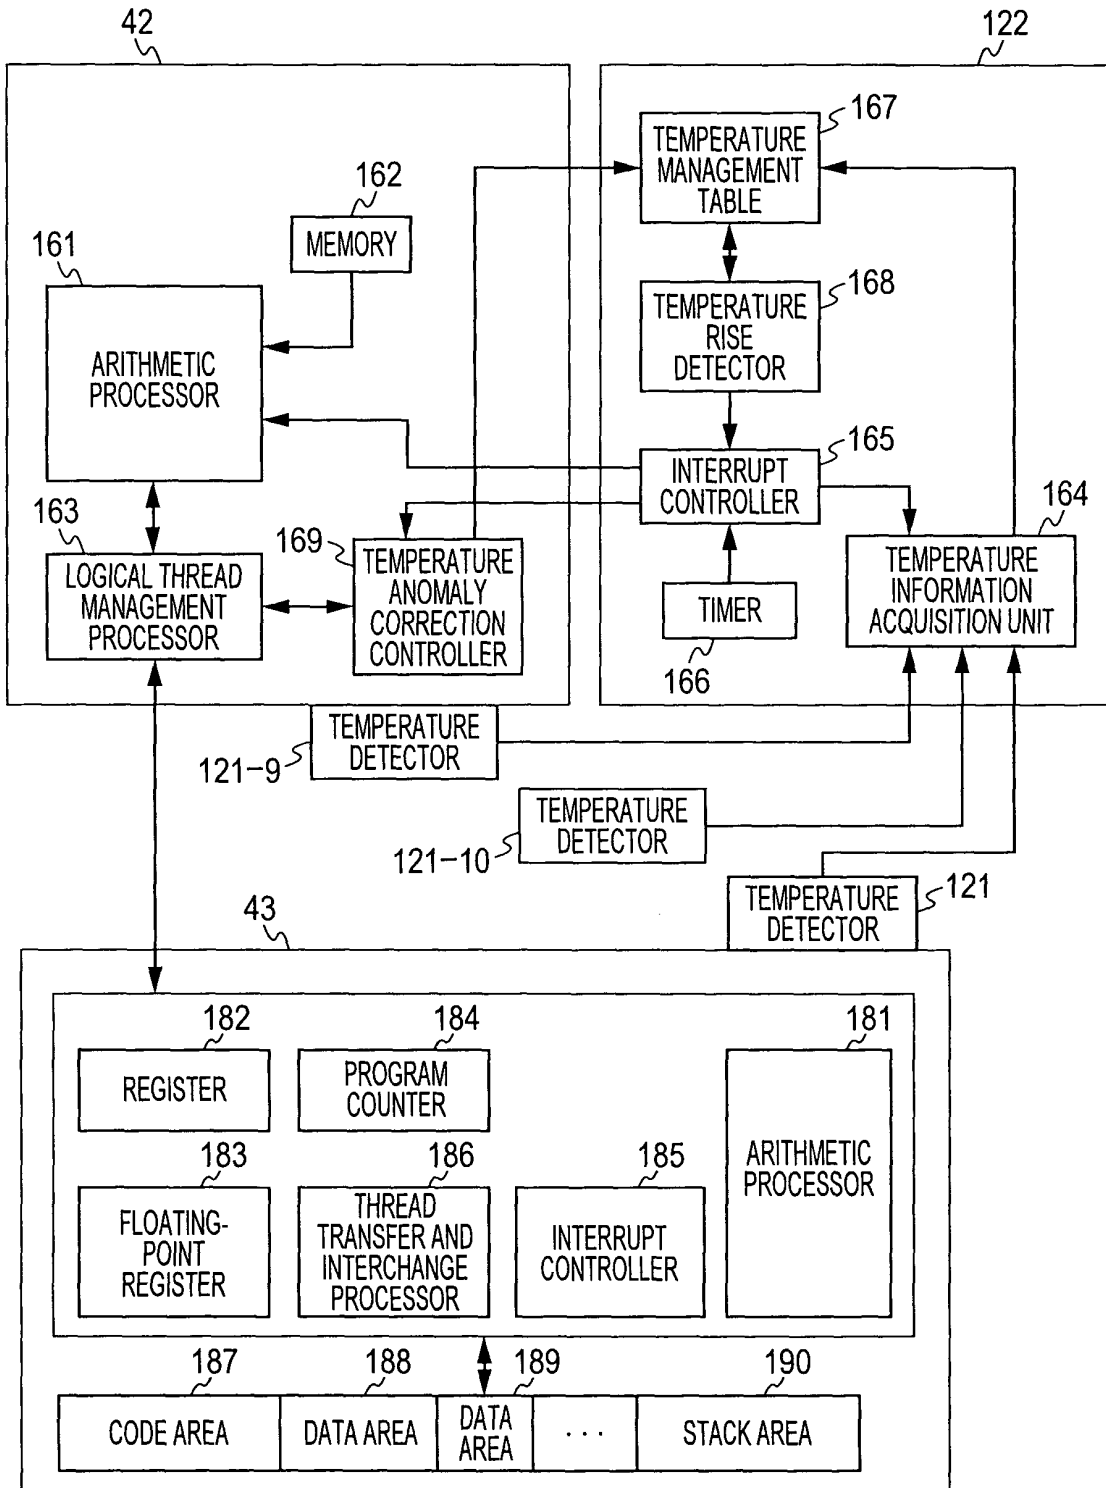 42
122
167
TEMPERATURE
MANAGEMENT
TABLE
162
MEMORY
161
ARITHMETIC
PROCESSOR
168
TEMPERATURE
RISE
DETECTOR
165
INTERRUPT
CONTROLLER
164
TEMPERATURE
INFORMATION
ACQUISITION UNIT
163
LOGICAL THREAD
MANAGEMENT
PROCESSOR
169
TEMPERATURE
ANOMALY
CORRECTION
CONTROLLER
TIMER
166
TEMPERATURE
DETECTOR
121-9
TEMPERATURE
DETECTOR
121-10
TEMPERATURE
DETECTOR
121
43
182
REGISTER
184
PROGRAM
COUNTER
181
ARITHMETIC
PROCESSOR
183
FLOATING-
POINT
REGISTER
186
THREAD
TRANSFER AND
INTERCHANGE
PROCESSOR
185
INTERRUPT
CONTROLLER
187
CODE AREA
188
DATA AREA
189
DATA
AREA
...
190
STACK AREA